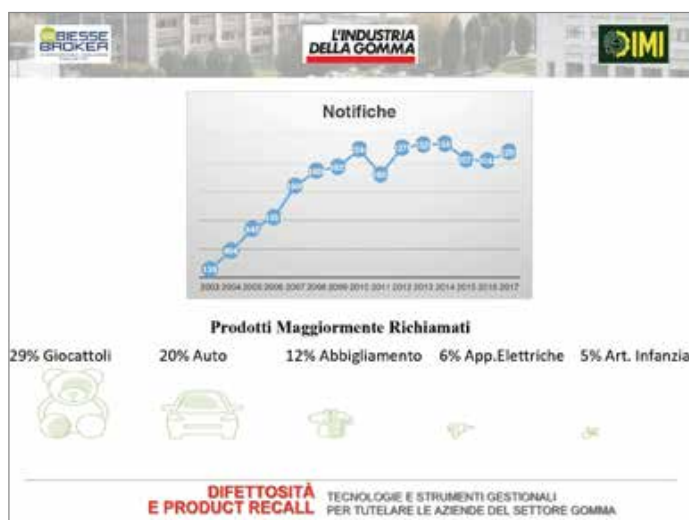 BIESSE
BROKER
L'INDUSTRIA
DELLA GOMMA
DIMI
Notifiche
2003 2004 2005 2006 2007 2008 2009 2010 2011 2012 2013 2014 2015 2016 2017
Prodotti Maggiormente Richiamati
29% Giocattoli 20% Auto 12% Abbigliamento 6% App.Elettriche 5% Art. Infanzia
DIFETTOSITÀ
E PRODUCT RECALL
TECNOLOGIE E STRUMENTI GESTIONALI
PER TUTELARE LE AZIENDE DEL SETTORE GOMMA